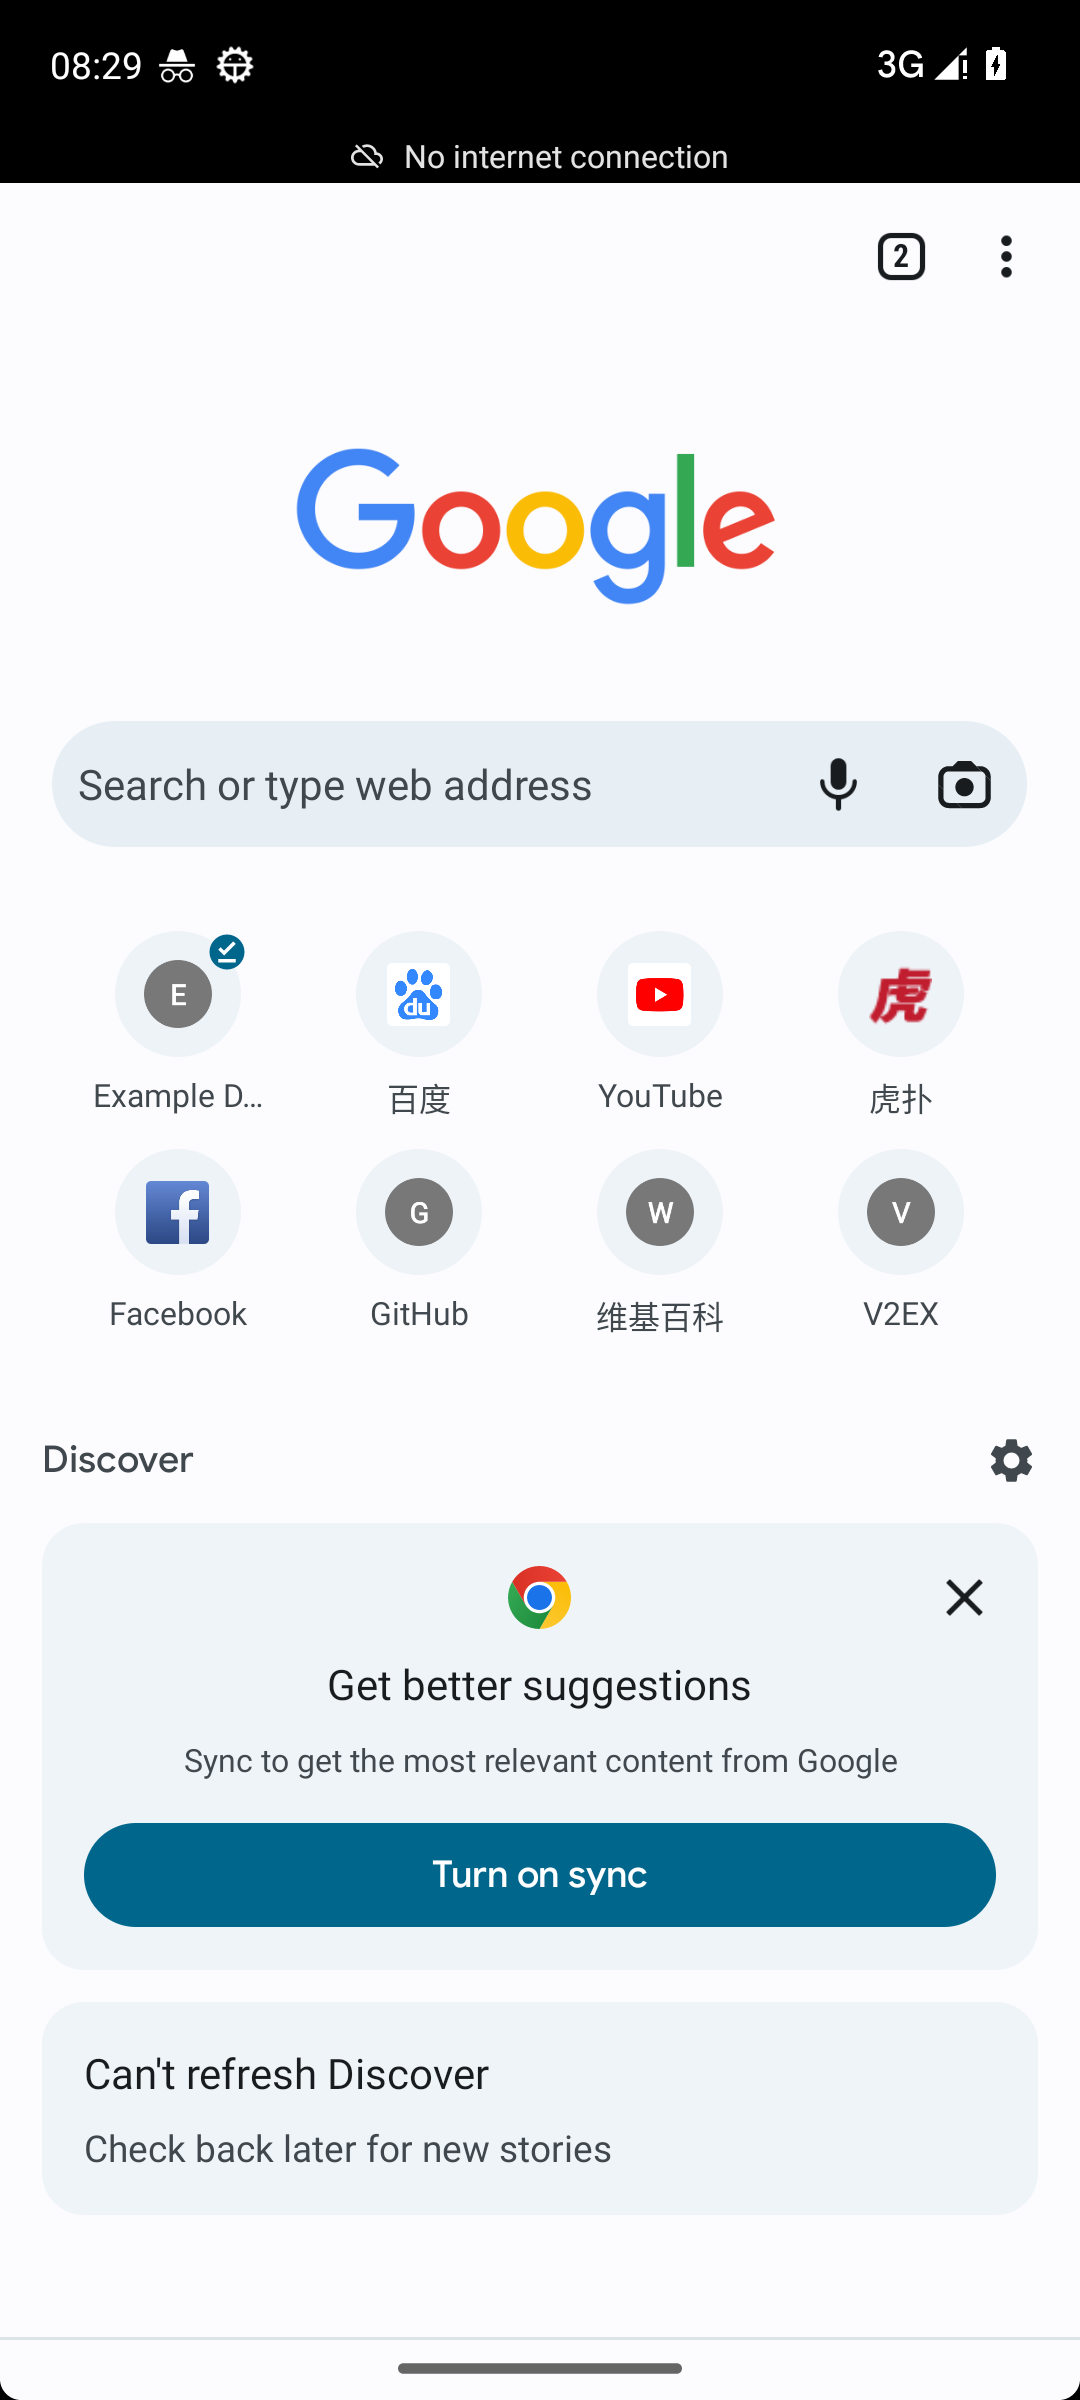 08:29
3G
No internet connection
2
Google
Search or type web address
E
du
虎
Example D...
百度
YouTube
虎扑
G
W
V
Facebook
GitHub
维基百科
V2EX
Discover
Get better suggestions
Sync to get the most relevant content from Google
Turn on sync
Can't refresh Discover
Check back later for new stories